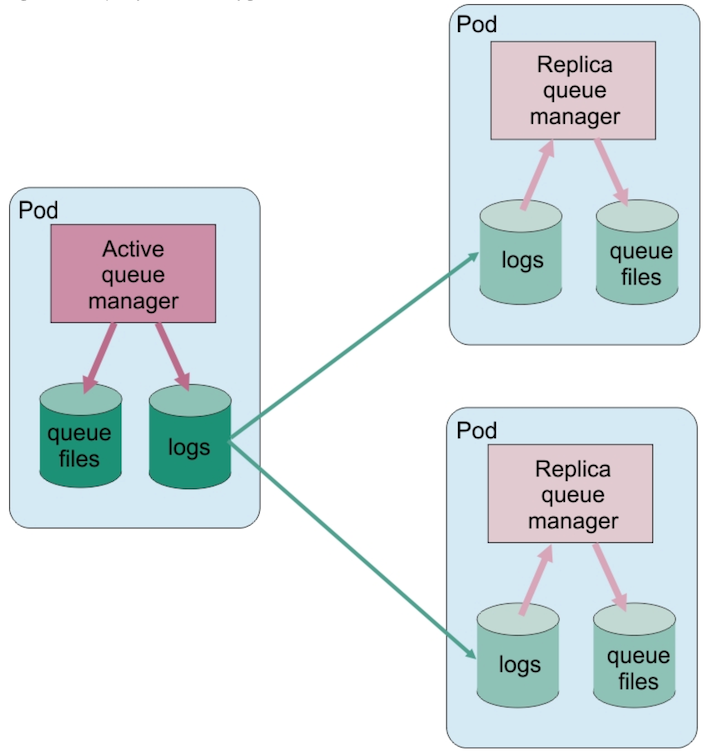 Pod
Replica
queue
manager
logs
queue
files
Pod
Active
queue
manager
queue
files
logs
Pod
Replica
queue
manager
logs
queue
files